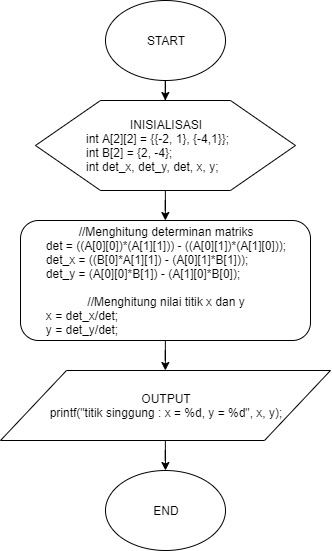 START
INISIALISASI
int A[2][2] = {{-2, 1}, {-4,1}};
int B[2] = {2, -4};
int det_x, det_y, det, x, y;
//Menghitung determinan matriks
det = ((A[0][0])*(A[1][1])) - ((A[0][1])*(A[1][0]));
det_x = ((B[0]*A[1][1]) - (A[0][1]*B[1]));
det_y = (A[0][0]*B[1]) - (A[1][0]*B[0]);
//Menghitung nilai titik x dan y
x = det_x/det;
y = det_y/det;
OUTPUT
printf("titik singgung : x = %d, y = %d", x, y);
END